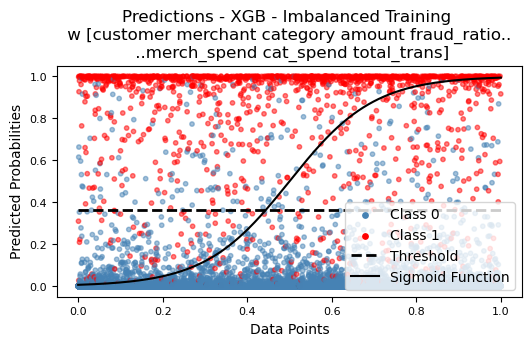 Predictions - XGB - Imbalanced Training
w [customer merchant category amount fraud_ratio..
..merch_spend cat_spend total_trans]
Predicted Probabilities
1.0
0.8
0.6
0.4
0.2
0.0
Class 0
Class 1
Threshold
Sigmoid Function
0.0 0.2 0.4 0.6 0.8 1.0
Data Points